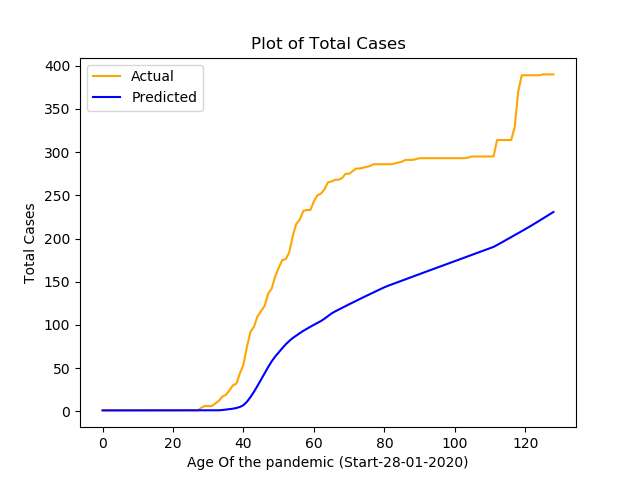 Plot of Total Cases
Actual
Predicted
400
350
300
250
200
150
100
50
0
Total Cases
0 20 40 60 80 100 120
Age Of the pandemic (Start-28-01-2020)